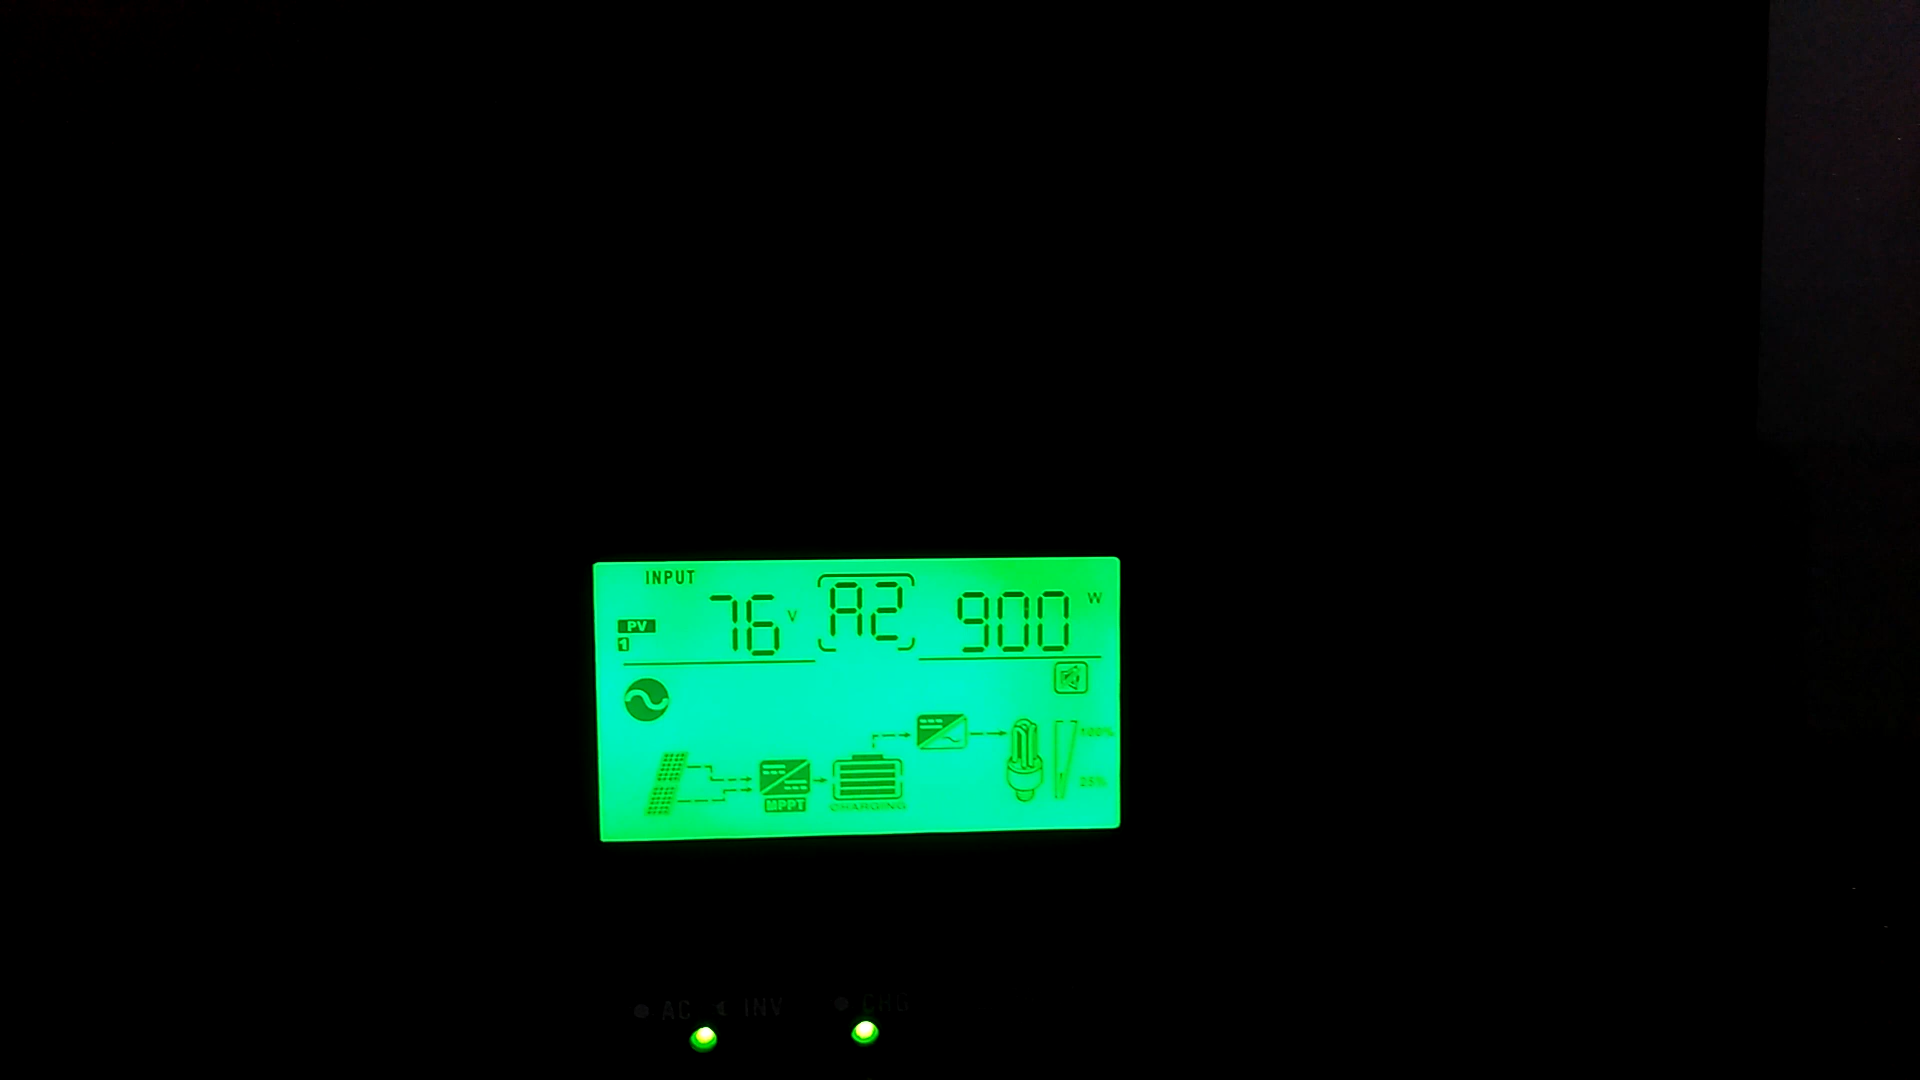 INPUT
PV 1 76 V A2 900 W
100%
25%
MPPT CHARGING
AC INV CHG